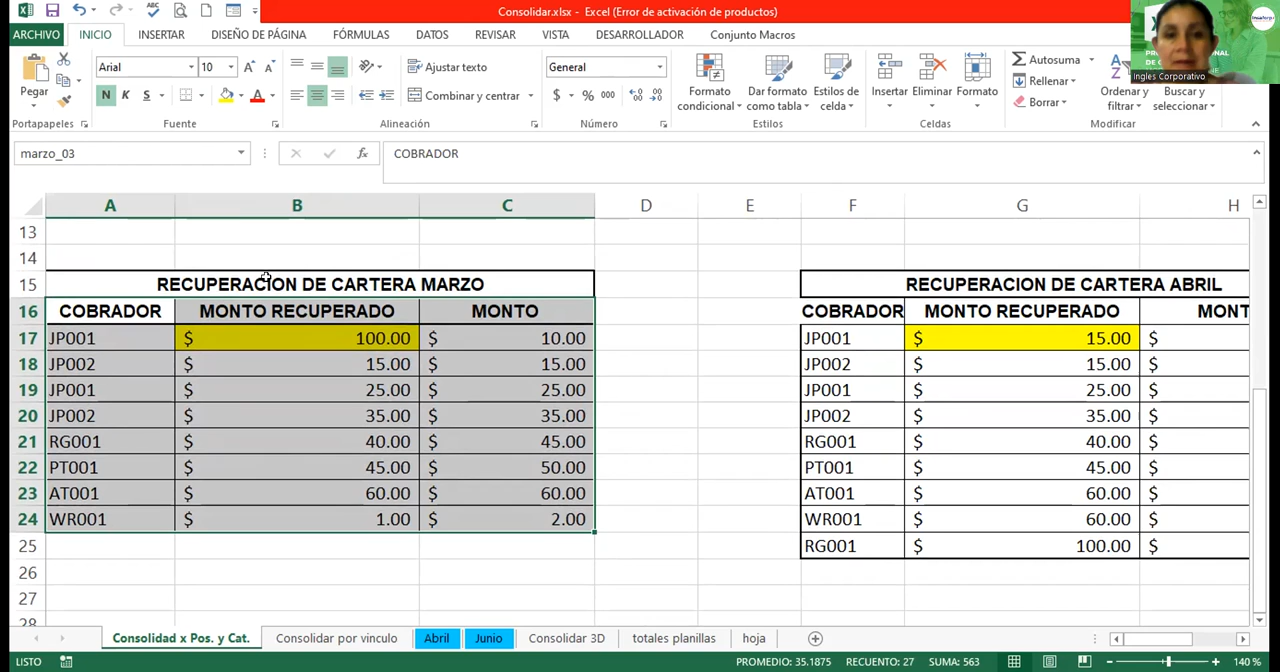 Consolidar.xlsx - Excel (Error de activación de productos)
ARCHIVO INICIO INSERTAR DISEÑO DE PÁGINA FÓRMULAS DATOS REVISAR VISTA DESARROLLADOR Conjunto Macros
Ingles Corporativo
Pegar
Arial 10
N K S
Ajustar texto
Combinar y centrar
General
$ % 000
Formato condicional
Dar formato como tabla
Estilos de celda
Insertar Eliminar Formato
Autosuma
Rellenar
Borrar
Ordenar y filtrar
Buscar y seleccionar
Portapapeles Fuente Alineación Número Estilos Celdas Modificar
marzo_03 fx COBRADOR
A B C D E F G H
13
14
15 RECUPERACION DE CARTERA MARZO RECUPERACION DE CARTERA ABRIL
16 COBRADOR MONTO RECUPERADO MONTO COBRADOR MONTO RECUPERADO MONT
17 JP001 $ 100.00 $ 10.00 JP001 $ 15.00 $
18 JP002 $ 15.00 $ 15.00 JP002 $ 15.00 $
19 JP001 $ 25.00 $ 25.00 JP001 $ 25.00 $
20 JP002 $ 35.00 $ 35.00 JP002 $ 35.00 $
21 RG001 $ 40.00 $ 45.00 RG001 $ 40.00 $
22 PT001 $ 45.00 $ 50.00 PT001 $ 45.00 $
23 AT001 $ 60.00 $ 60.00 AT001 $ 60.00 $
24 WR001 $ 1.00 $ 2.00 WR001 $ 60.00 $
25 RG001 $ 100.00 $
26
27
28
Consolidad x Pos. y Cat. Consolidar por vinculo Abril Junio Consolidar 3D totales planillas hoja
LISTO PROMEDIO: 35.1875 RECUENTO: 27 SUMA: 563 140 %